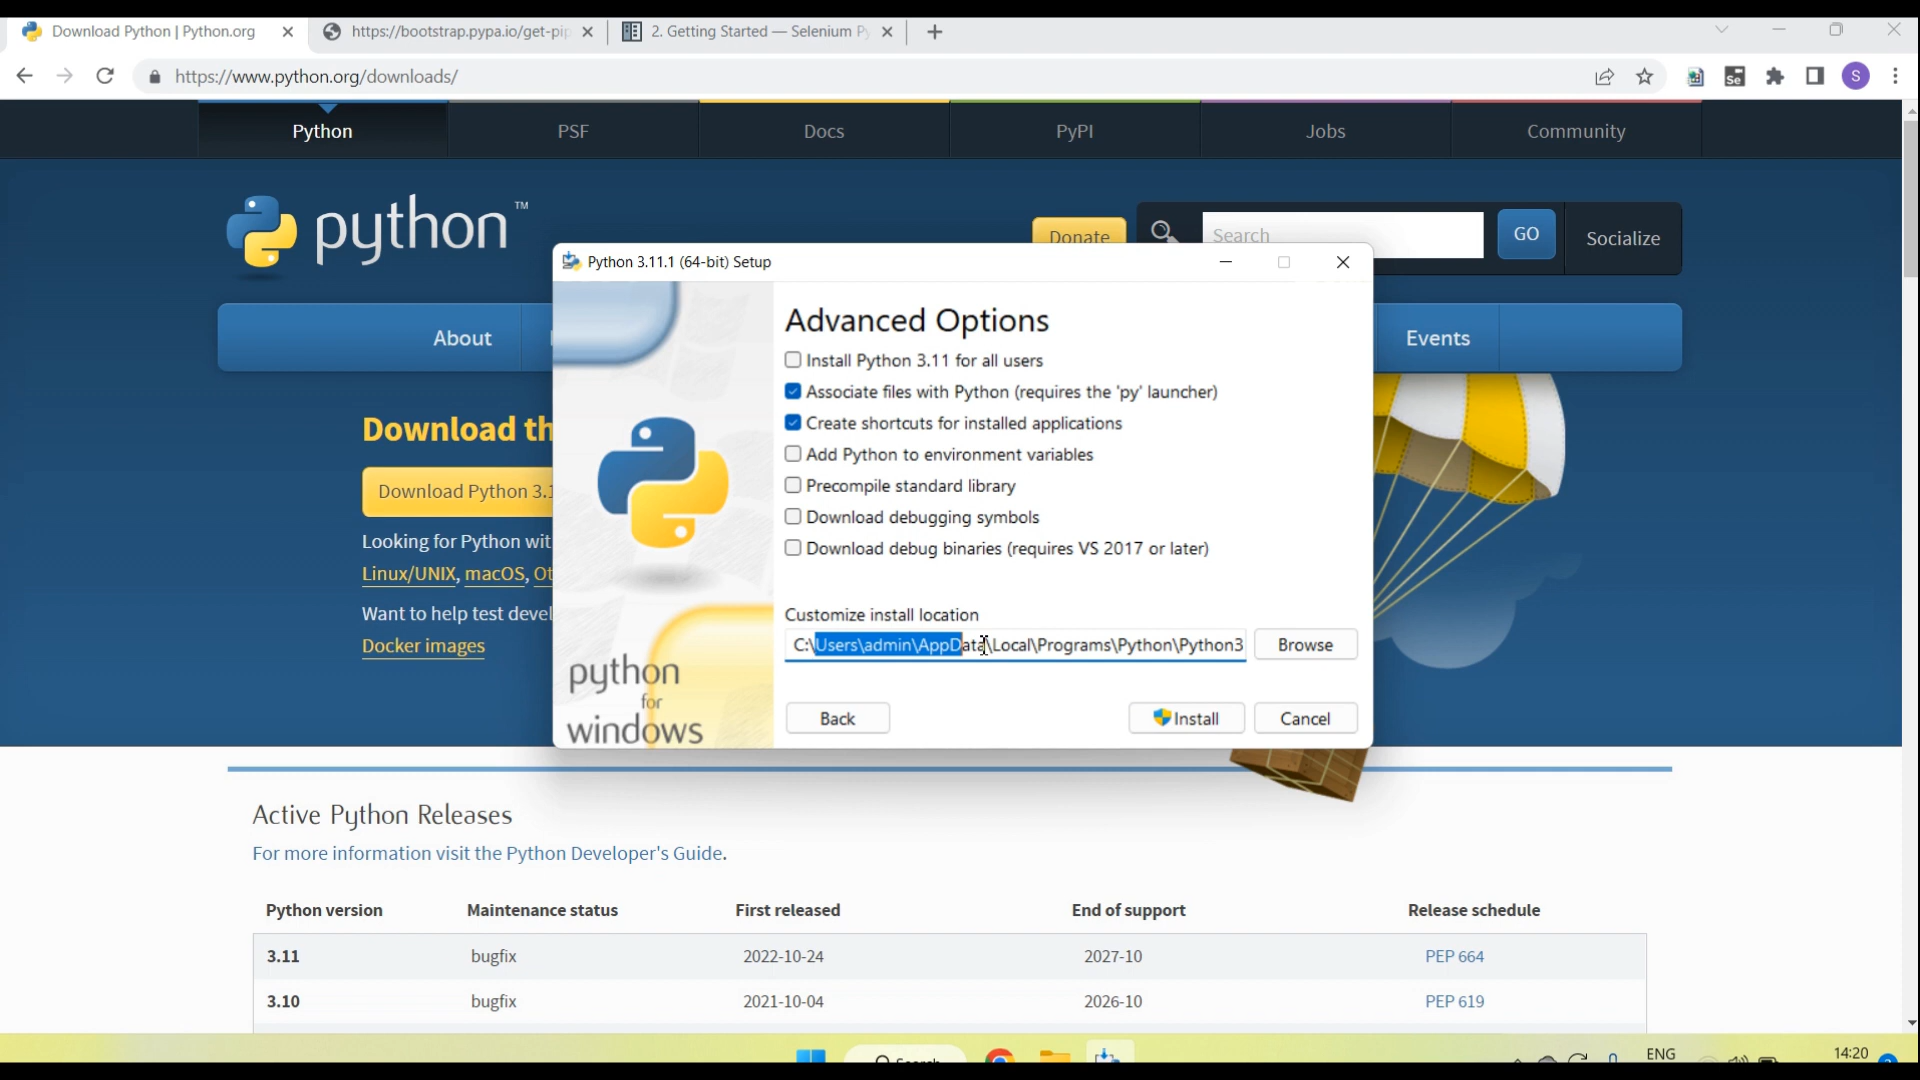 Download Python | Python.org
https://bootstrap.pypa.io/get-pip
2. Getting Started — Selenium P
https://www.python.org/downloads/
Se
S
Python PSF Docs PyPI Jobs Community
python™
Donate
Search
GO
Socialize
About
Events
Python 3.11.1 (64-bit) Setup
Advanced Options
Install Python 3.11 for all users
Associate files with Python (requires the 'py' launcher)
Create shortcuts for installed applications
Add Python to environment variables
Precompile standard library
Download debugging symbols
Download debug binaries (requires VS 2017 or later)
Customize install location
C:\Users\admin\AppData\Local\Programs\Python\Python3
Browse
Back
Install
Cancel
python
for
windows
Download th
Download Python 3.1
Looking for Python wit
Linux/UNIX, macOS, Ot
Want to help test devel
Docker images
Active Python Releases
For more information visit the Python Developer's Guide.
Python version Maintenance status First released End of support Release schedule
3.11 bugfix 2022-10-24 2027-10 PEP 664
3.10 bugfix 2021-10-04 2026-10 PEP 619
Search
ENG
14:20